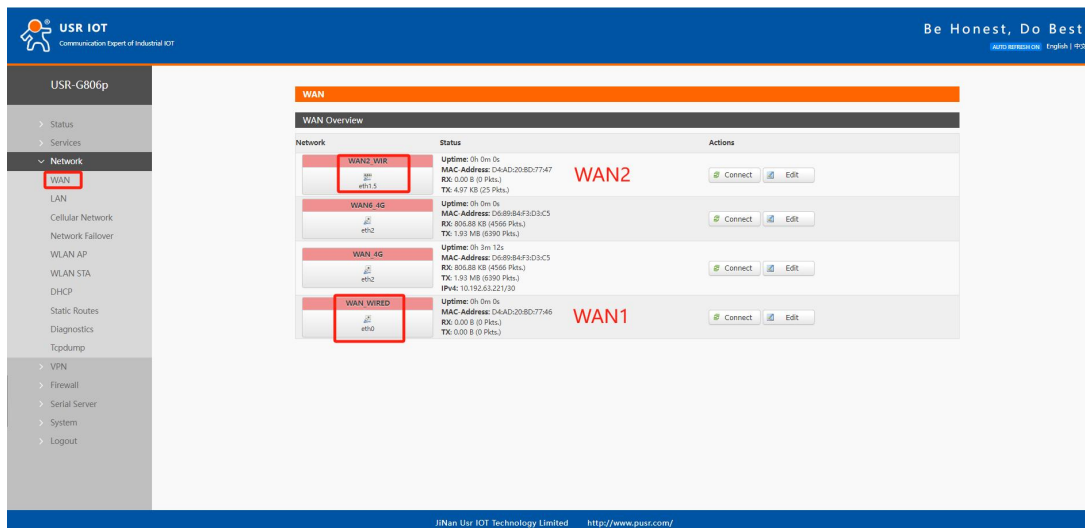 USR IOT
Communication Expert of Industrial IOT
Be Honest, Do Best
AUTO REFRESH ON English | 中文
USR-G806p
Status
Services
Network
WAN
LAN
Cellular Network
Network Failover
WLAN AP
WLAN STA
DHCP
Static Routes
Diagnostics
Tcpdump
VPN
Firewall
Serial Server
System
Logout
WAN
WAN Overview
Network Status Actions
WAN2_WIR
eth1.5
Uptime: 0h 0m 0s
MAC-Address: D4:AD:20:BD:77:47
RX: 0.00 B (0 Pkts.)
TX: 4.97 KB (25 Pkts.)
WAN2
Connect Edit
WAN6_4G
eth2
Uptime: 0h 0m 0s
MAC-Address: D6:89:B4:F3:D3:C5
RX: 806.88 KB (4566 Pkts.)
TX: 1.93 MB (6390 Pkts.)
Connect Edit
WAN_4G
eth2
Uptime: 0h 3m 12s
MAC-Address: D6:89:B4:F3:D3:C5
RX: 806.88 KB (4566 Pkts.)
TX: 1.93 MB (6390 Pkts.)
IPv4: 10.192.63.221/30
Connect Edit
WAN_WIRED
eth0
Uptime: 0h 0m 0s
MAC-Address: D4:AD:20:BD:77:46
RX: 0.00 B (0 Pkts.)
TX: 0.00 B (0 Pkts.)
WAN1
Connect Edit
JiNan Usr IOT Technology Limited http://www.pusr.com/